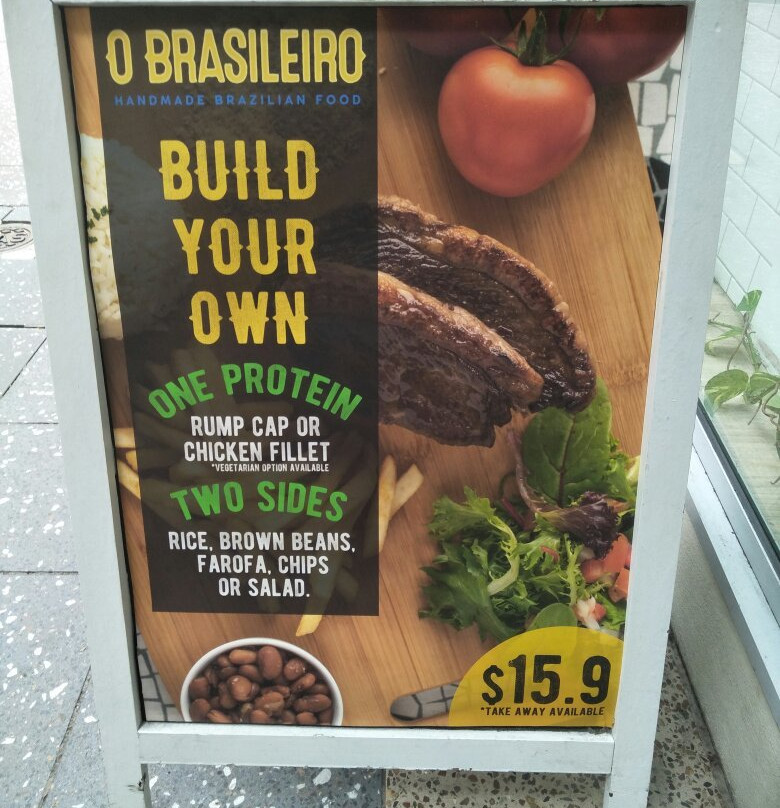 O BRASILEIRO
HANDMADE BRAZILIAN FOOD
BUILD
YOUR
OWN
ONE PROTEIN
RUMP CAP OR
CHICKEN FILLET
*VEGETARIAN OPTION AVAILABLE
TWO SIDES
RICE, BROWN BEANS,
FAROFA, CHIPS
OR SALAD.
$15.9
*TAKE AWAY AVAILABLE